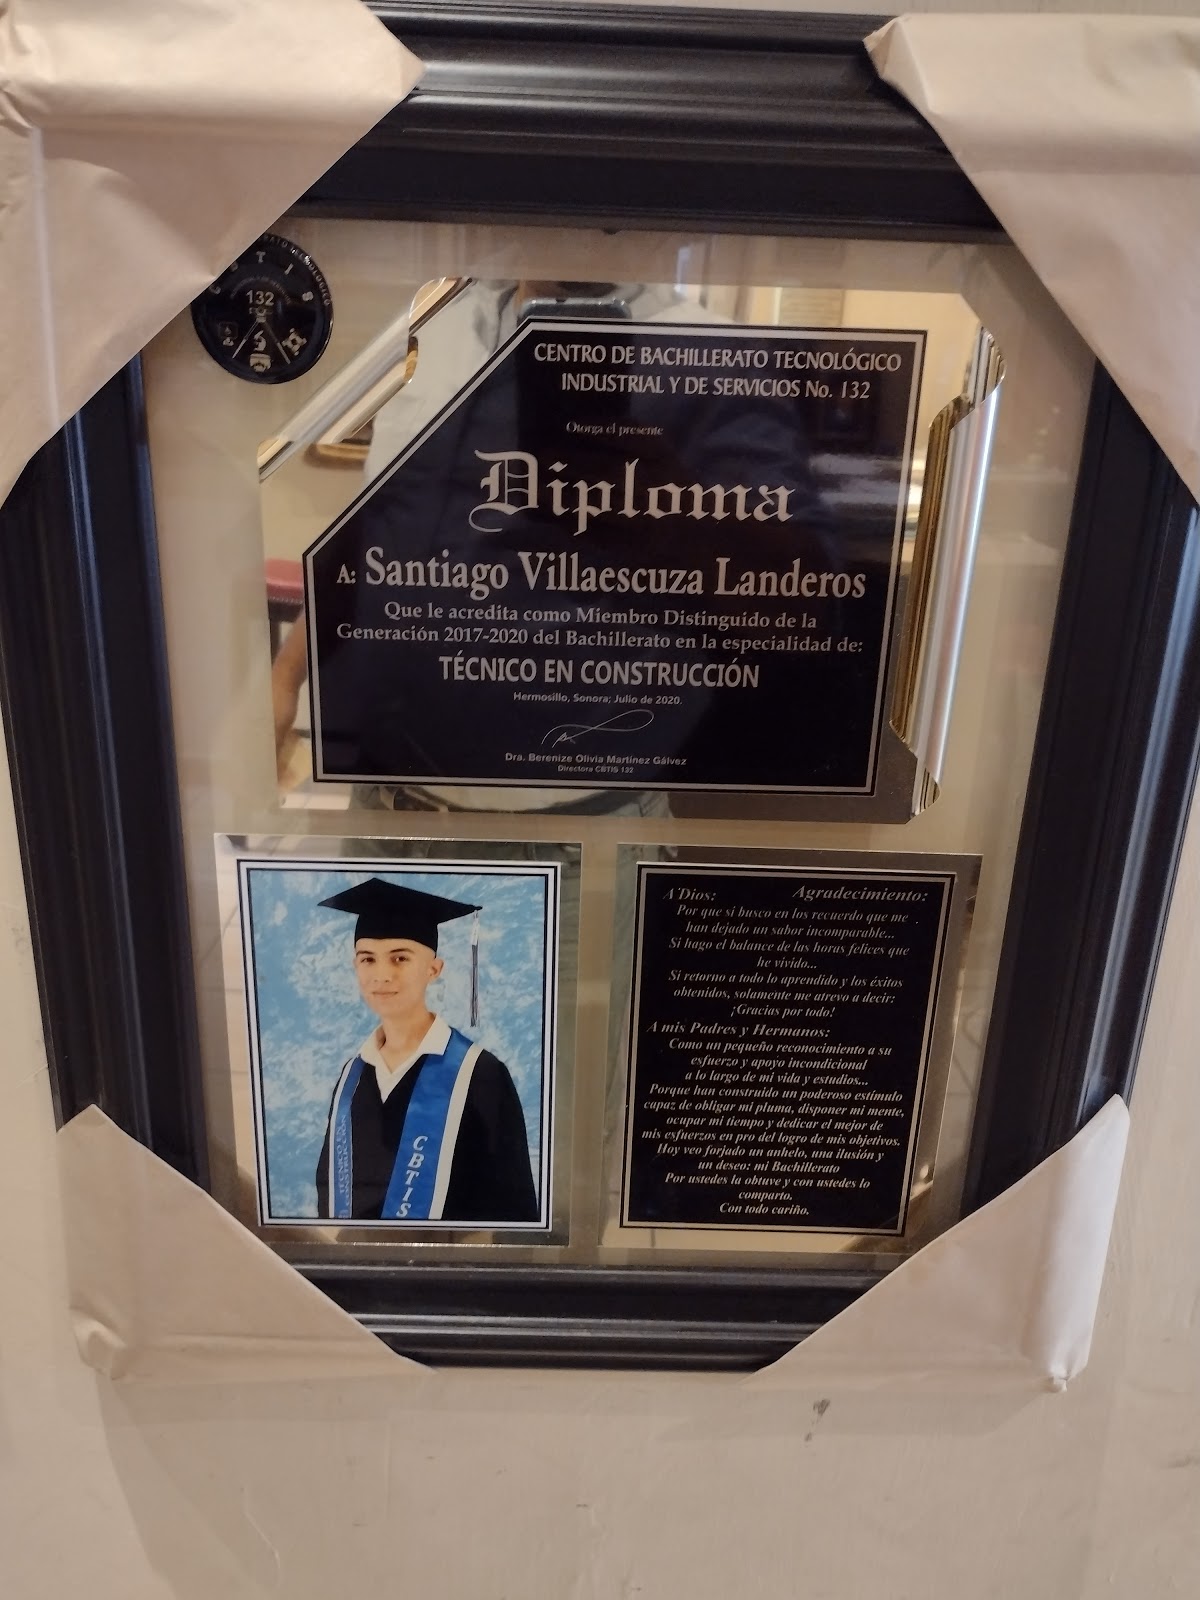 C B T I S
132
CENTRO DE BACHILLERATO TECNOLÓGICO
INDUSTRIAL Y DE SERVICIOS No. 132
Otorga el presente
Diploma
A: Santiago Villaescuza Landeros
Que le acredita como Miembro Distinguido de la
Generación 2017-2020 del Bachillerato en la especialidad de:
TÉCNICO EN CONSTRUCCIÓN
Hermosillo, Sonora; Julio de 2020.
Dra. Berenize Olivia Martínez Gálvez
Directora CBTIS 132
TÉCNICO EN
CONSTRUCCIÓN
CBTIS
A Dios: Agradecimiento:
Por que si busco en los recuerdo que me
han dejado un sabor incomparable...
Si hago el balance de las horas felices que
he vivido...
Si retorno a todo lo aprendido y los éxitos
obtenidos, solamente me atrevo a decir:
¡Gracias por todo!
A mis Padres y Hermanos:
Como un pequeño reconocimiento a su
esfuerzo y apoyo incondicional
a lo largo de mi vida y estudios...
Porque han construido un poderoso estímulo
capaz de obligar mi pluma, disponer mi mente,
ocupar mi tiempo y dedicar el mejor de
mis esfuerzos en pro del logro de mis objetivos.
Hoy veo forjado un anhelo, una ilusión y
un deseo: mi Bachillerato
Por ustedes la obtuve y con ustedes lo
comparto.
Con todo cariño.